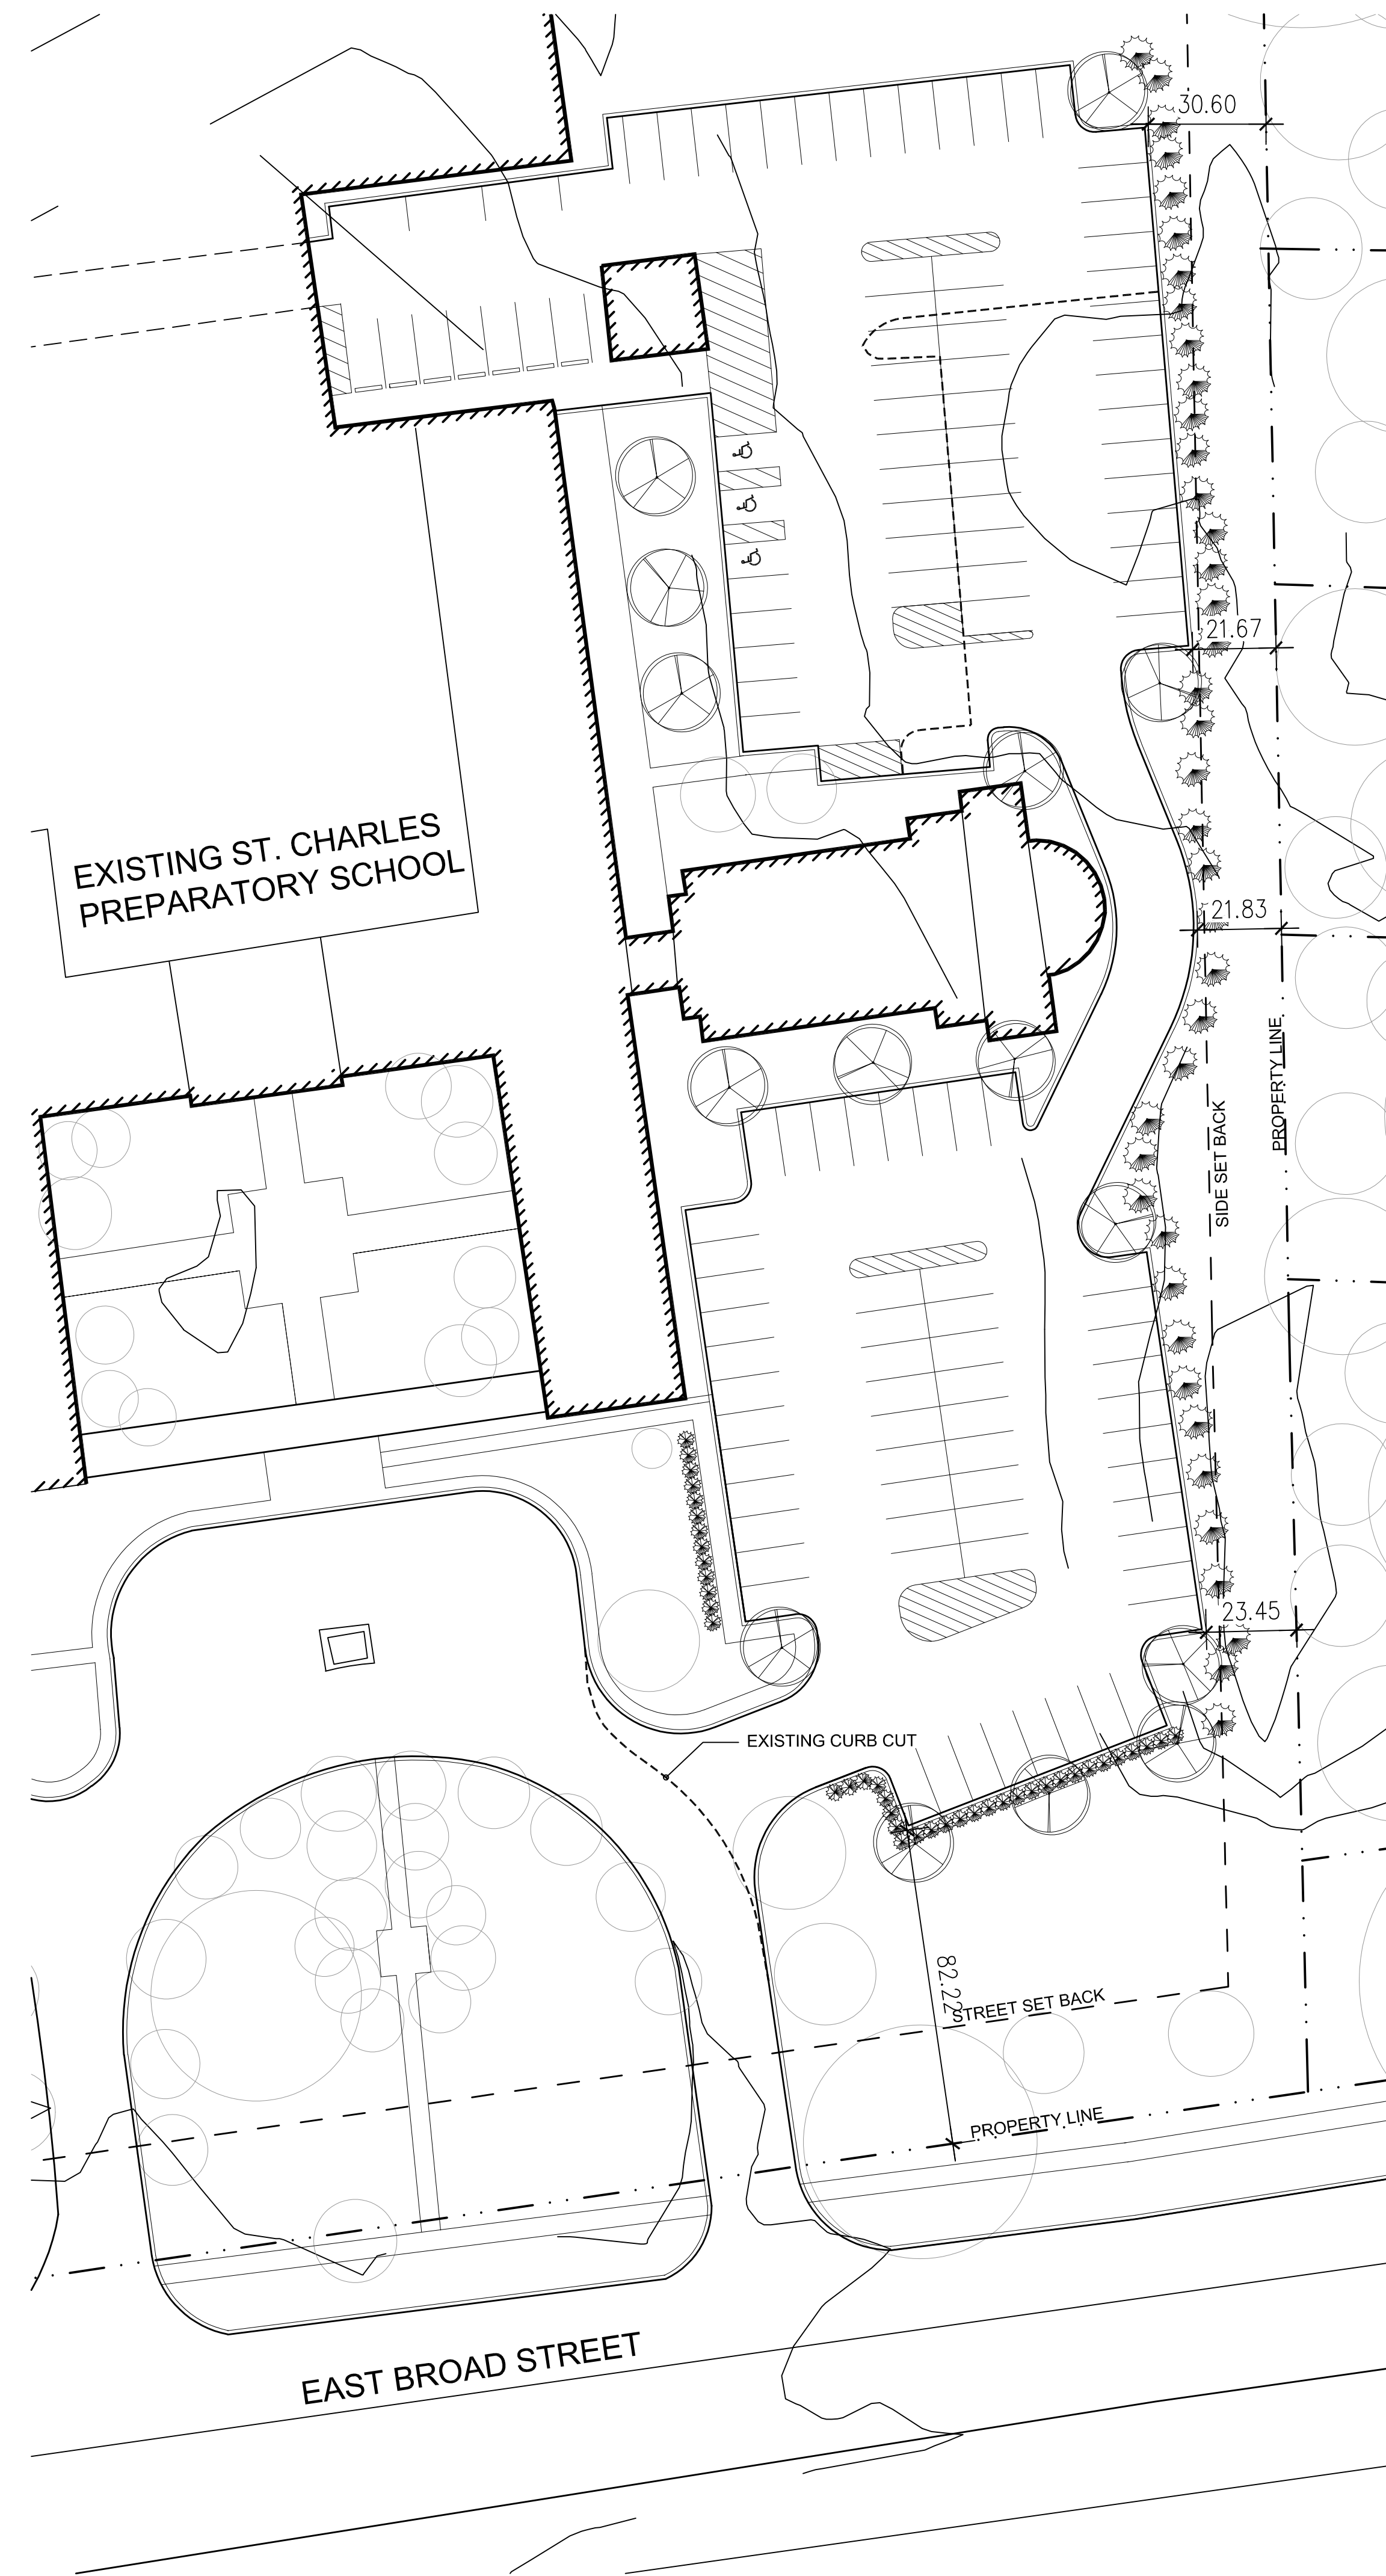 30.60
21.67
EXISTING ST. CHARLES
PREPARATORY SCHOOL
21.83
PROPERTY LINE
SIDE SET BACK
23.45
EXISTING CURB CUT
82.22
STREET SET BACK
PROPERTY LINE
EAST BROAD STREET